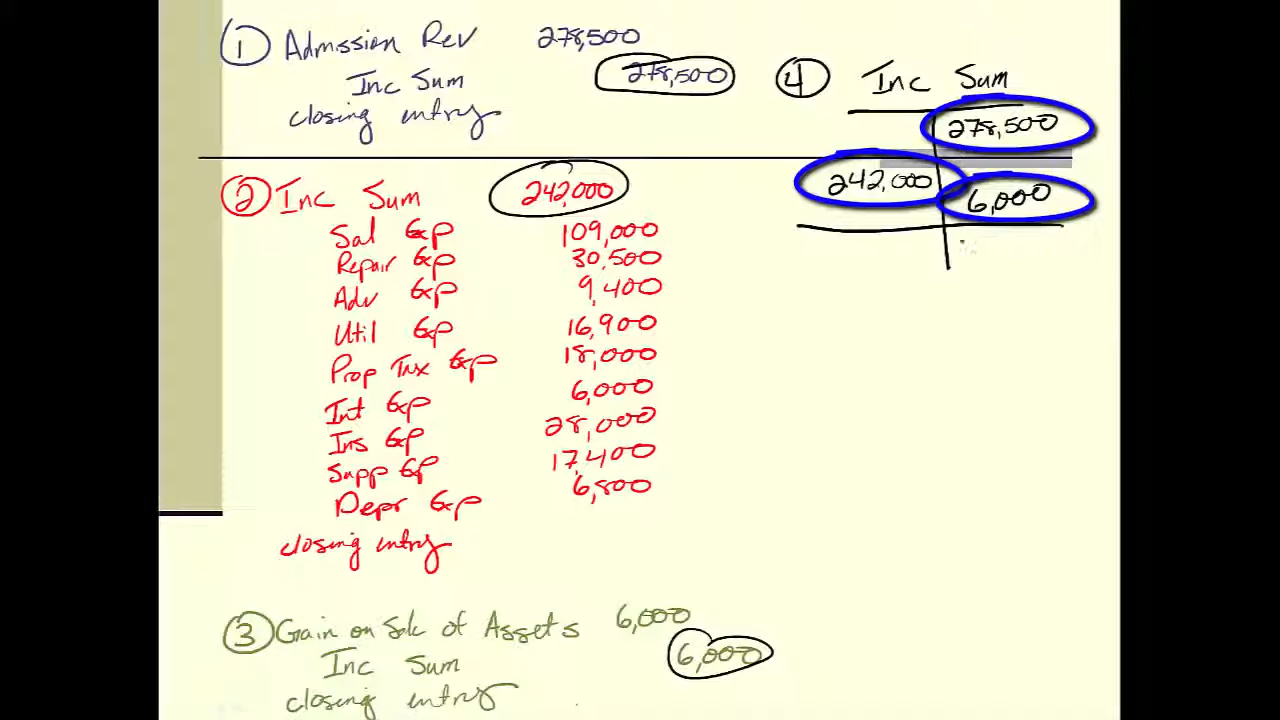 1 Admission Rev 278,500
Inc Sum 278,500
closing entry
2 Inc Sum 242,000
Sal Exp 109,000
Repair Exp 30,500
Adv Exp 9,400
Util Exp 16,900
Prop Tax Exp 18,000
Int Exp 6,000
Ins Exp 28,000
Supp Exp 17,400
Depr Exp 6,800
closing entry
3 Gain on Sale of Assets 6,000
Inc Sum 6,000
closing entry
4 Inc Sum
278,500
242,000
6,000